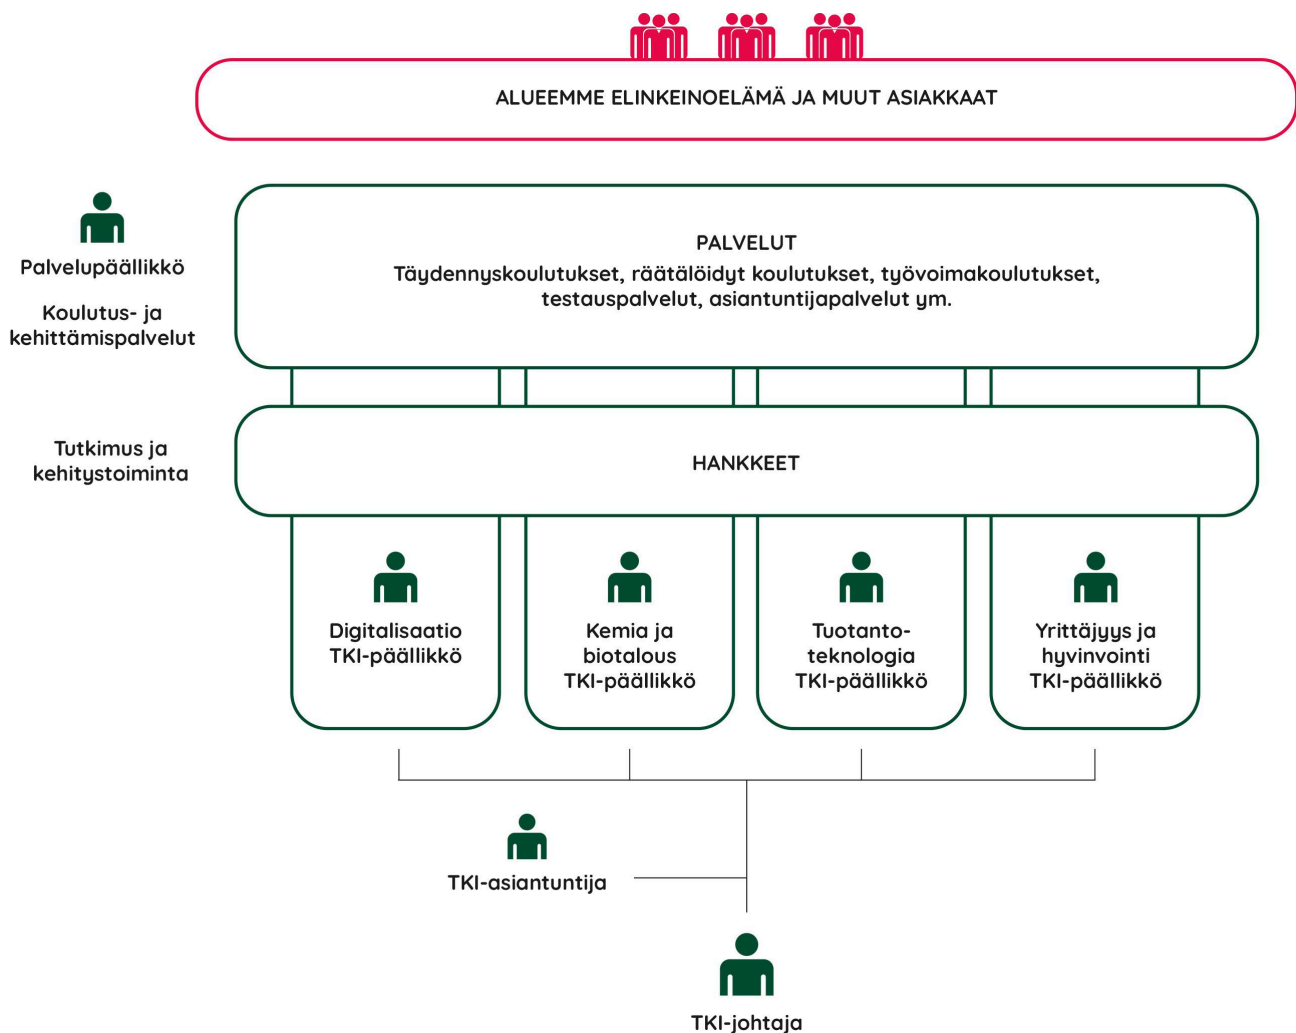 ALUEEMME ELINKEINOELÄMÄ JA MUUT ASIAKKAAT
Palvelupäällikkö
Koulutus- ja
kehittämispalvelut
PALVELUT
Täydennyskoulutukset, räätälöidyt koulutukset, työvoimakoulutukset,
testauspalvelut, asiantuntijapalvelut ym.
Tutkimus ja
kehitystoiminta
HANKKEET
Digitalisaatio
TKI-päällikkö
Kemia ja
biotalous
TKI-päällikkö
Tuotanto-
teknologia
TKI-päällikkö
Yrittäjyys ja
hyvinvointi
TKI-päällikkö
TKI-asiantuntija
TKI-johtaja